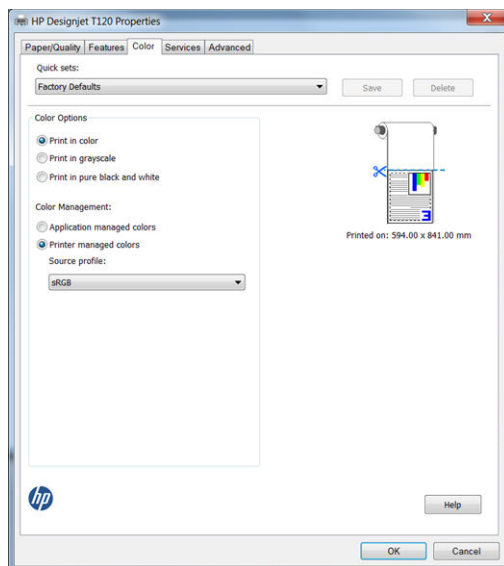 HP Designjet T120 Properties
Paper/Quality Features Color Services Advanced
Quick sets:
Factory Defaults
Save Delete
Color Options
Print in color
Print in grayscale
Print in pure black and white
Color Management:
Application managed colors
Printer managed colors
Source profile:
sRGB
3
Printed on: 594.00 x 841.00 mm
hp
Help
OK Cancel